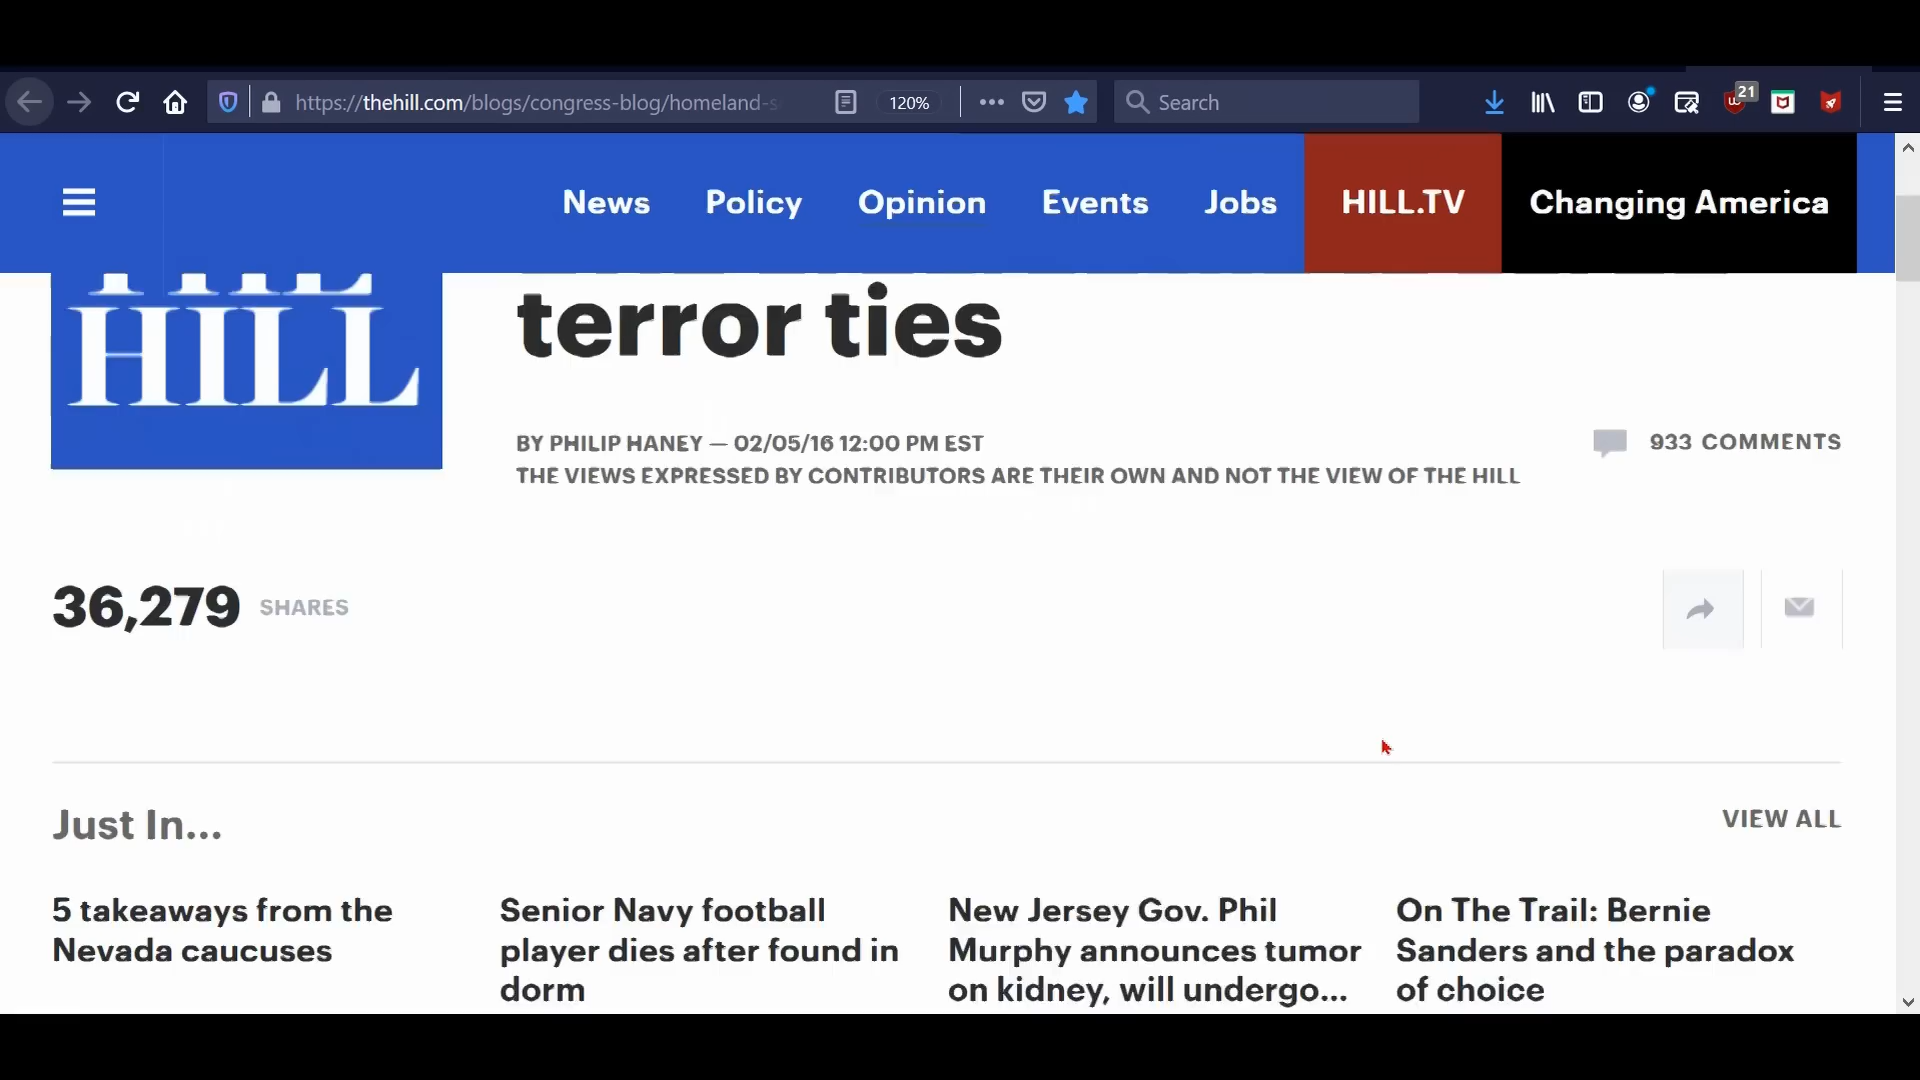 https://thehill.com/blogs/congress-blog/homeland-s
120%
Search
21
News Policy Opinion Events Jobs HILL.TV Changing America
HILL
terror ties
BY PHILIP HANEY — 02/05/16 12:00 PM EST
933 COMMENTS
THE VIEWS EXPRESSED BY CONTRIBUTORS ARE THEIR OWN AND NOT THE VIEW OF THE HILL
36,279 SHARES
Just In...
VIEW ALL
5 takeaways from the
Nevada caucuses
Senior Navy football
player dies after found in
dorm
New Jersey Gov. Phil
Murphy announces tumor
on kidney, will undergo...
On The Trail: Bernie
Sanders and the paradox
of choice